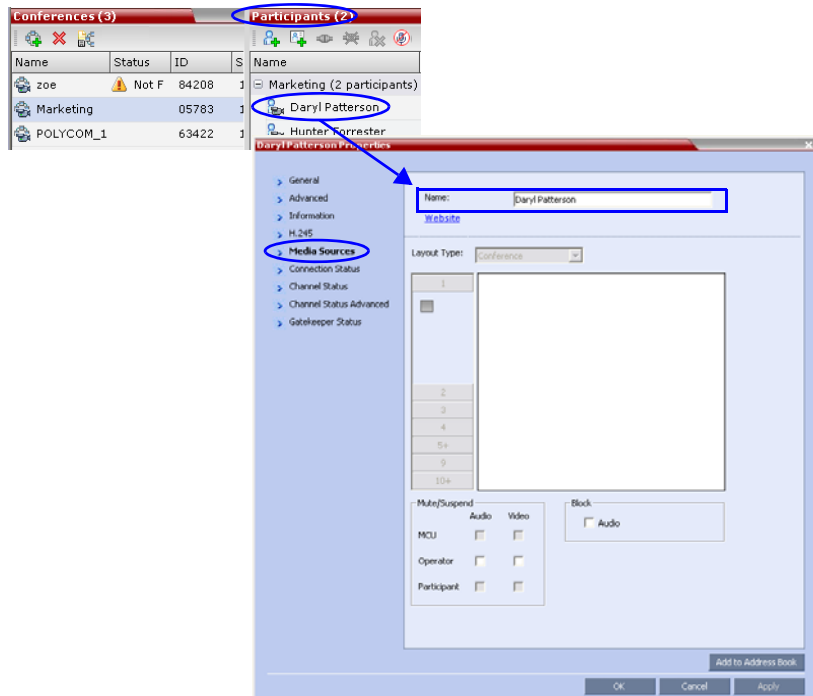 Conferences (3)
Participants (2)
Name Status ID S
Name
zoe Not F 84208 1
Marketing 05783 1
POLYCOM_1 63422 1
Marketing (2 participants)
Daryl Patterson
Hunter Forrester
Daryl Patterson Properties
General
Advanced
Information
H.245
Media Sources
Connection Status
Channel Status
Channel Status Advanced
Gatekeeper Status
Name: Daryl Patterson
Website
Layout Type: Conference
1
2
3
4
5+
9
10+
Mute/Suspend
Audio Video
MCU
Operator
Participant
Block
Audio
Add to Address Book
OK Cancel Apply